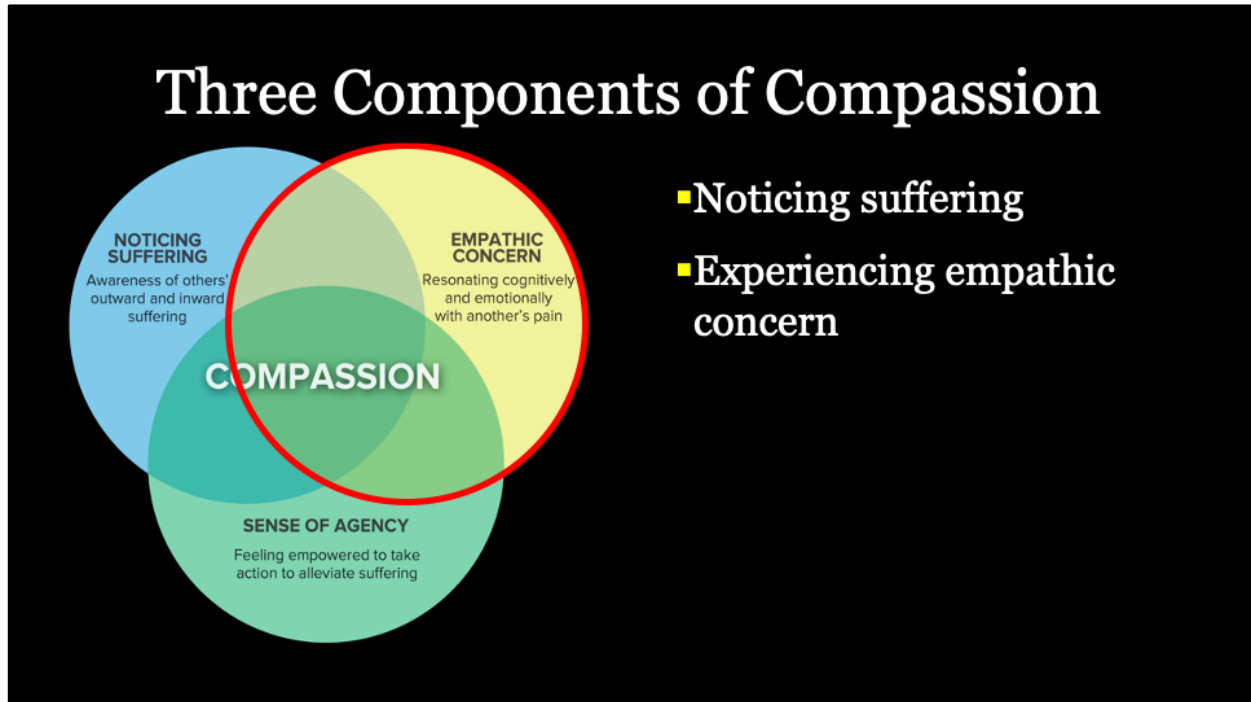 Three Components of Compassion
NOTICING
SUFFERING
Awareness of others'
outward and inward
suffering
EMPATHIC
CONCERN
Resonating cognitively
and emotionally
with another's pain
COMPASSION
SENSE OF AGENCY
Feeling empowered to take
action to alleviate suffering
▪Noticing suffering
▪Experiencing empathic
concern